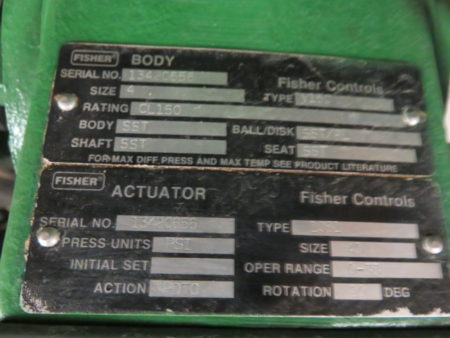 FISHER BODY
SERIAL NO. Fisher Controls
SIZE 4 TYPE
RATING CL150
BODY SST BALL/DISK
SHAFT SST SEAT SST
FOR MAX DIFF PRESS AND MAX TEMP SEE PRODUCT LITERATURE
FISHER ACTUATOR Fisher Controls
SERIAL NO. TYPE
PRESS UNITS PSI SIZE
INITIAL SET OPER RANGE
ACTION ROTATION DEG